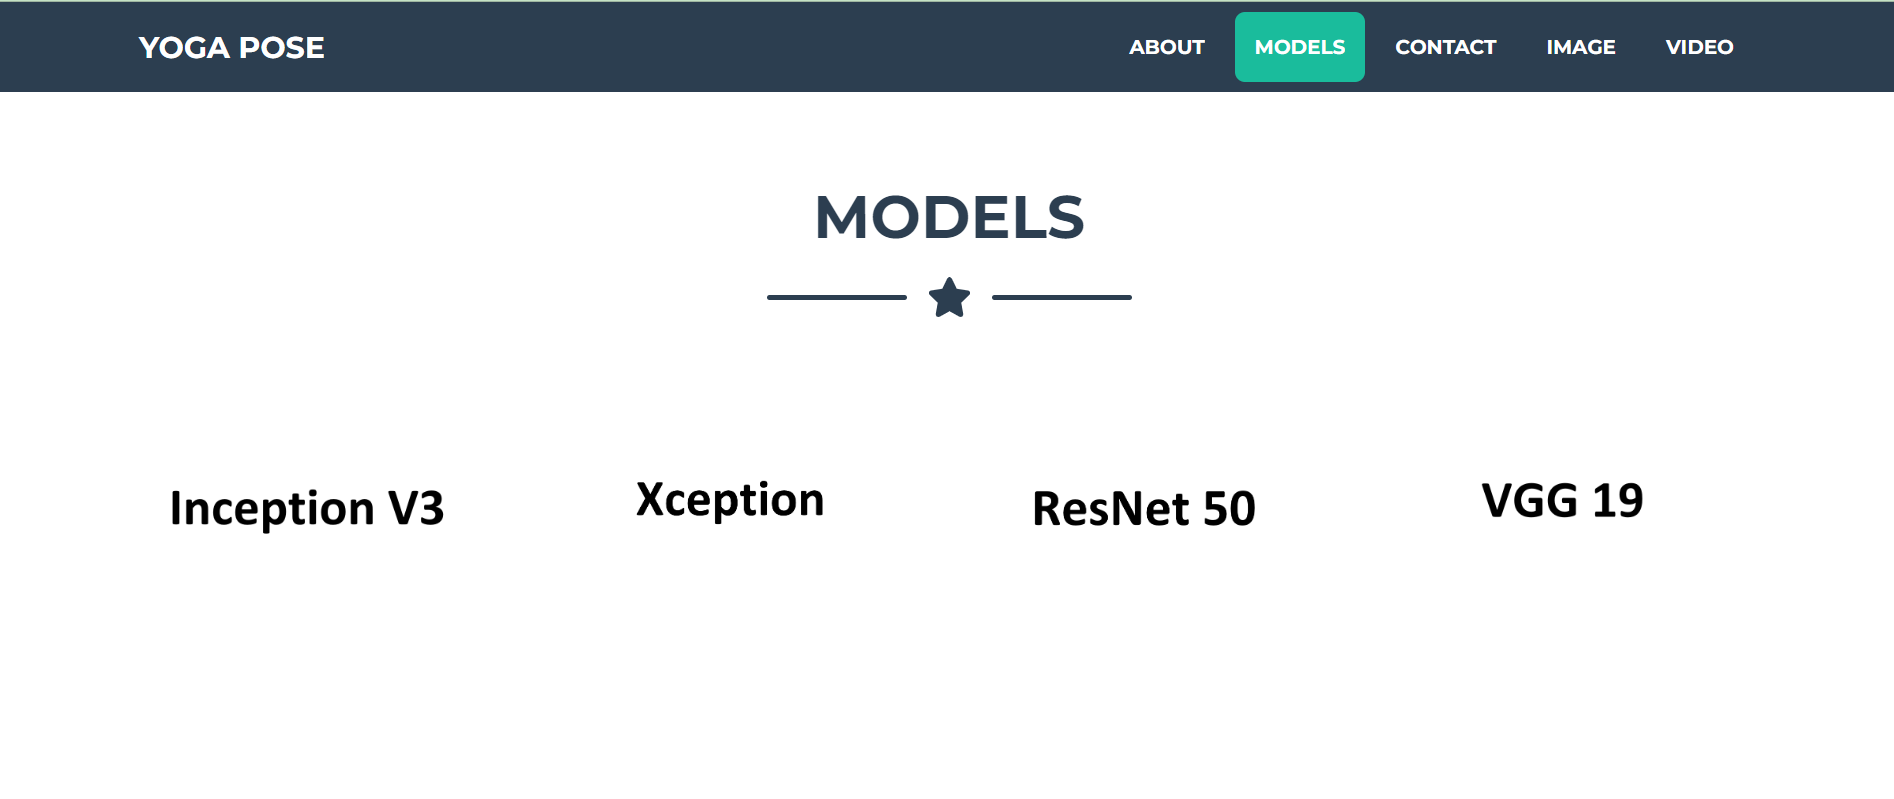 YOGA POSE ABOUT MODELS CONTACT IMAGE VIDEO
MODELS
Inception V3 Xception ResNet 50 VGG 19